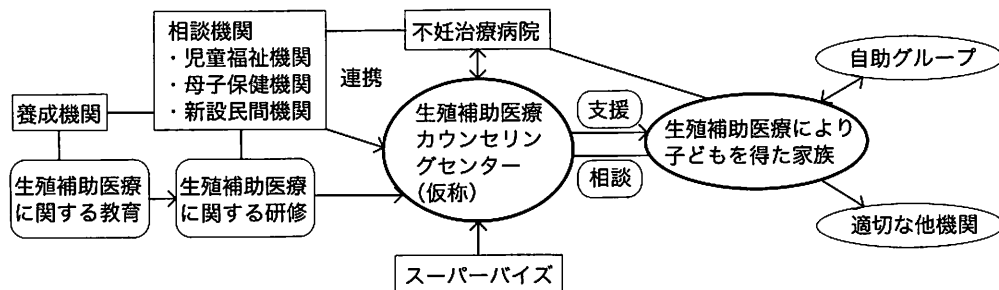 相談機関
・児童福祉機関
・母子保健機関
・新設民間機関
不妊治療病院
連携
養成機関
生殖補助医療
に関する教育
生殖補助医療
に関する研修
生殖補助医療
カウンセリン
グセンター
(仮称)
支援
相談
生殖補助医療により
子どもを得た家族
自助グループ
適切な他機関
スーパーバイズ